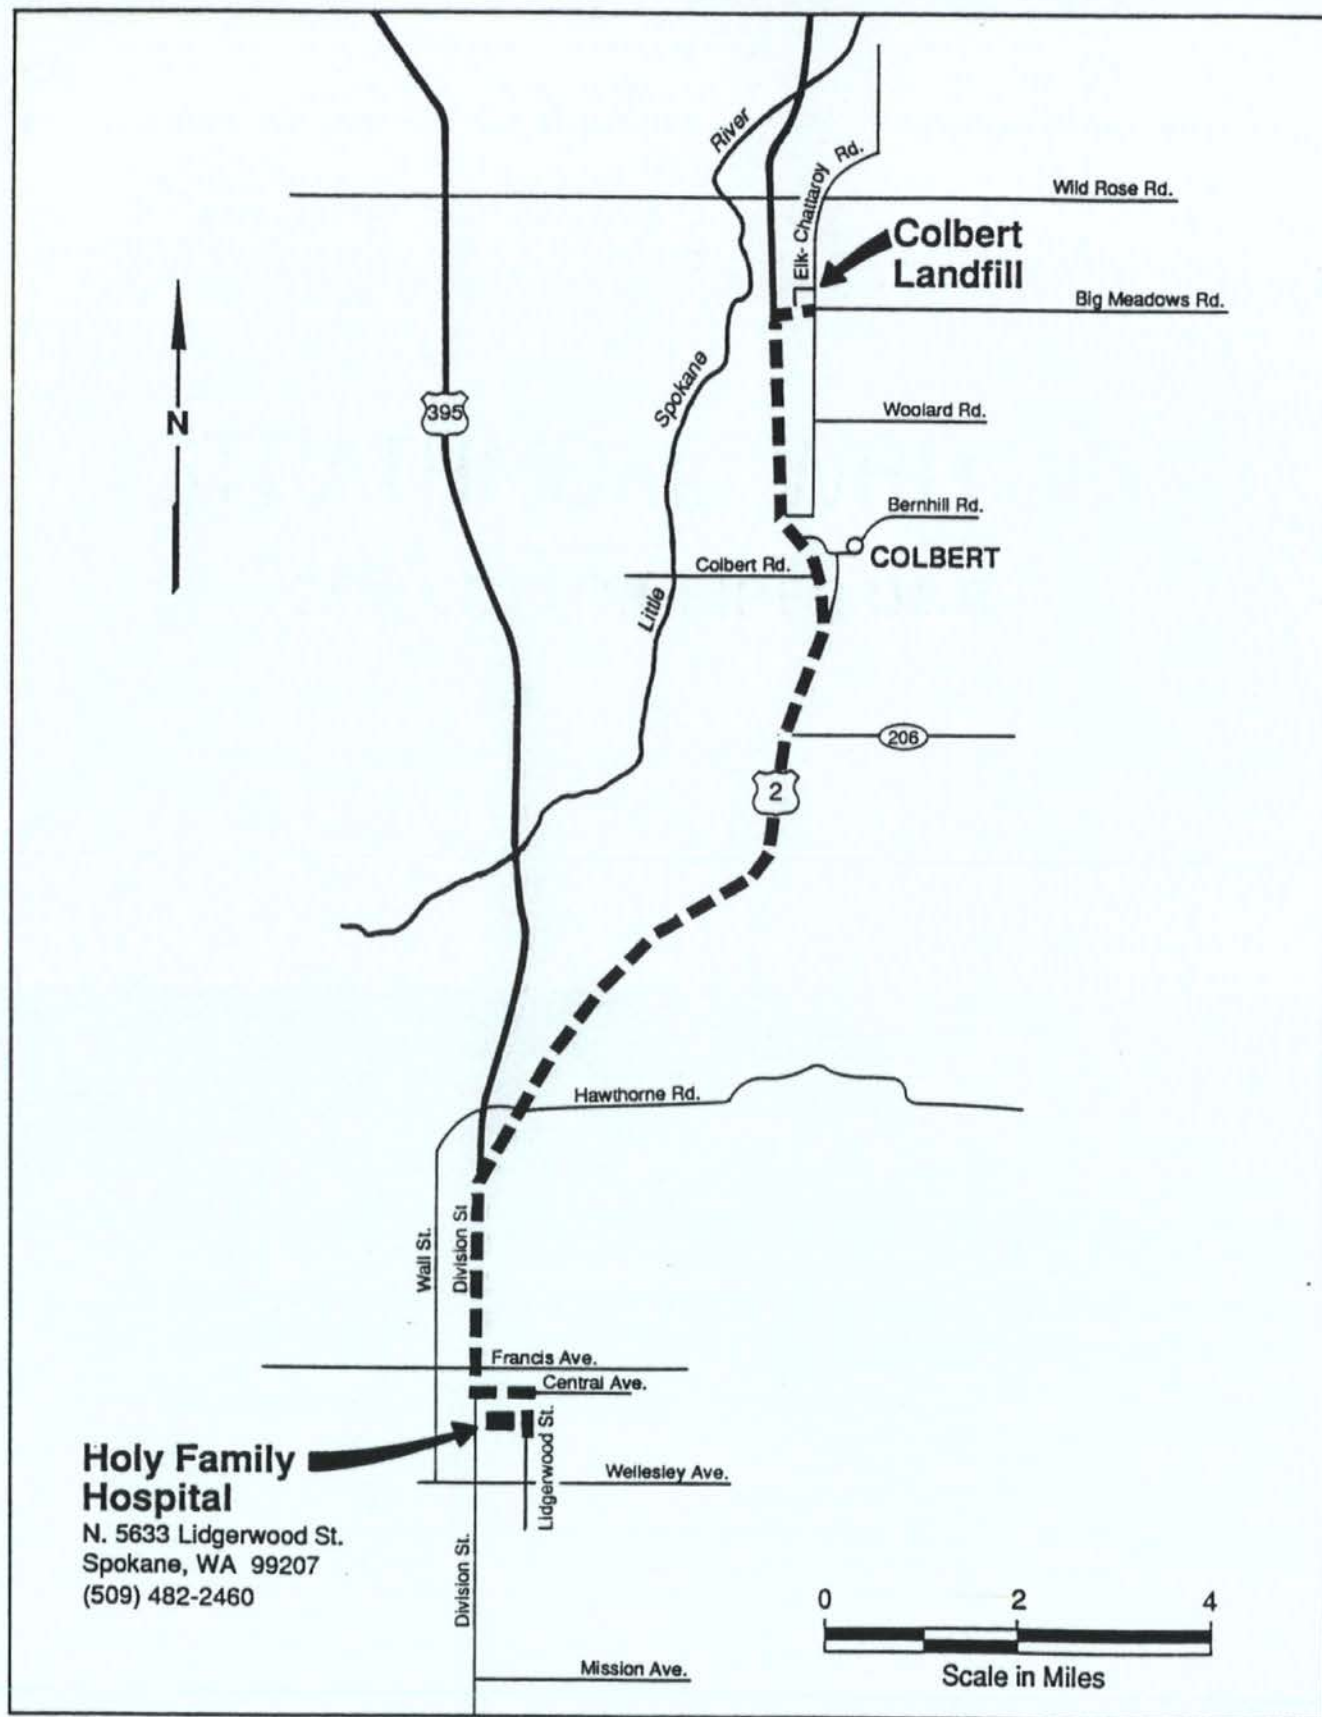 River
Elk- Chattaroy Rd.
Wild Rose Rd.
Colbert
Landfill
Big Meadows Rd.
395
N
Spokane
Woolard Rd.
Bernhill Rd.
COLBERT
Colbert Rd.
Little
206
2
Hawthorne Rd.
Wall St.
Division St
Francis Ave.
Central Ave.
Lidgerwood St.
Holy Family
Hospital
N. 5633 Lidgerwood St.
Spokane, WA 99207
(509) 482-2460
Wellesley Ave.
Division St.
Mission Ave.
0 2 4
Scale in Miles